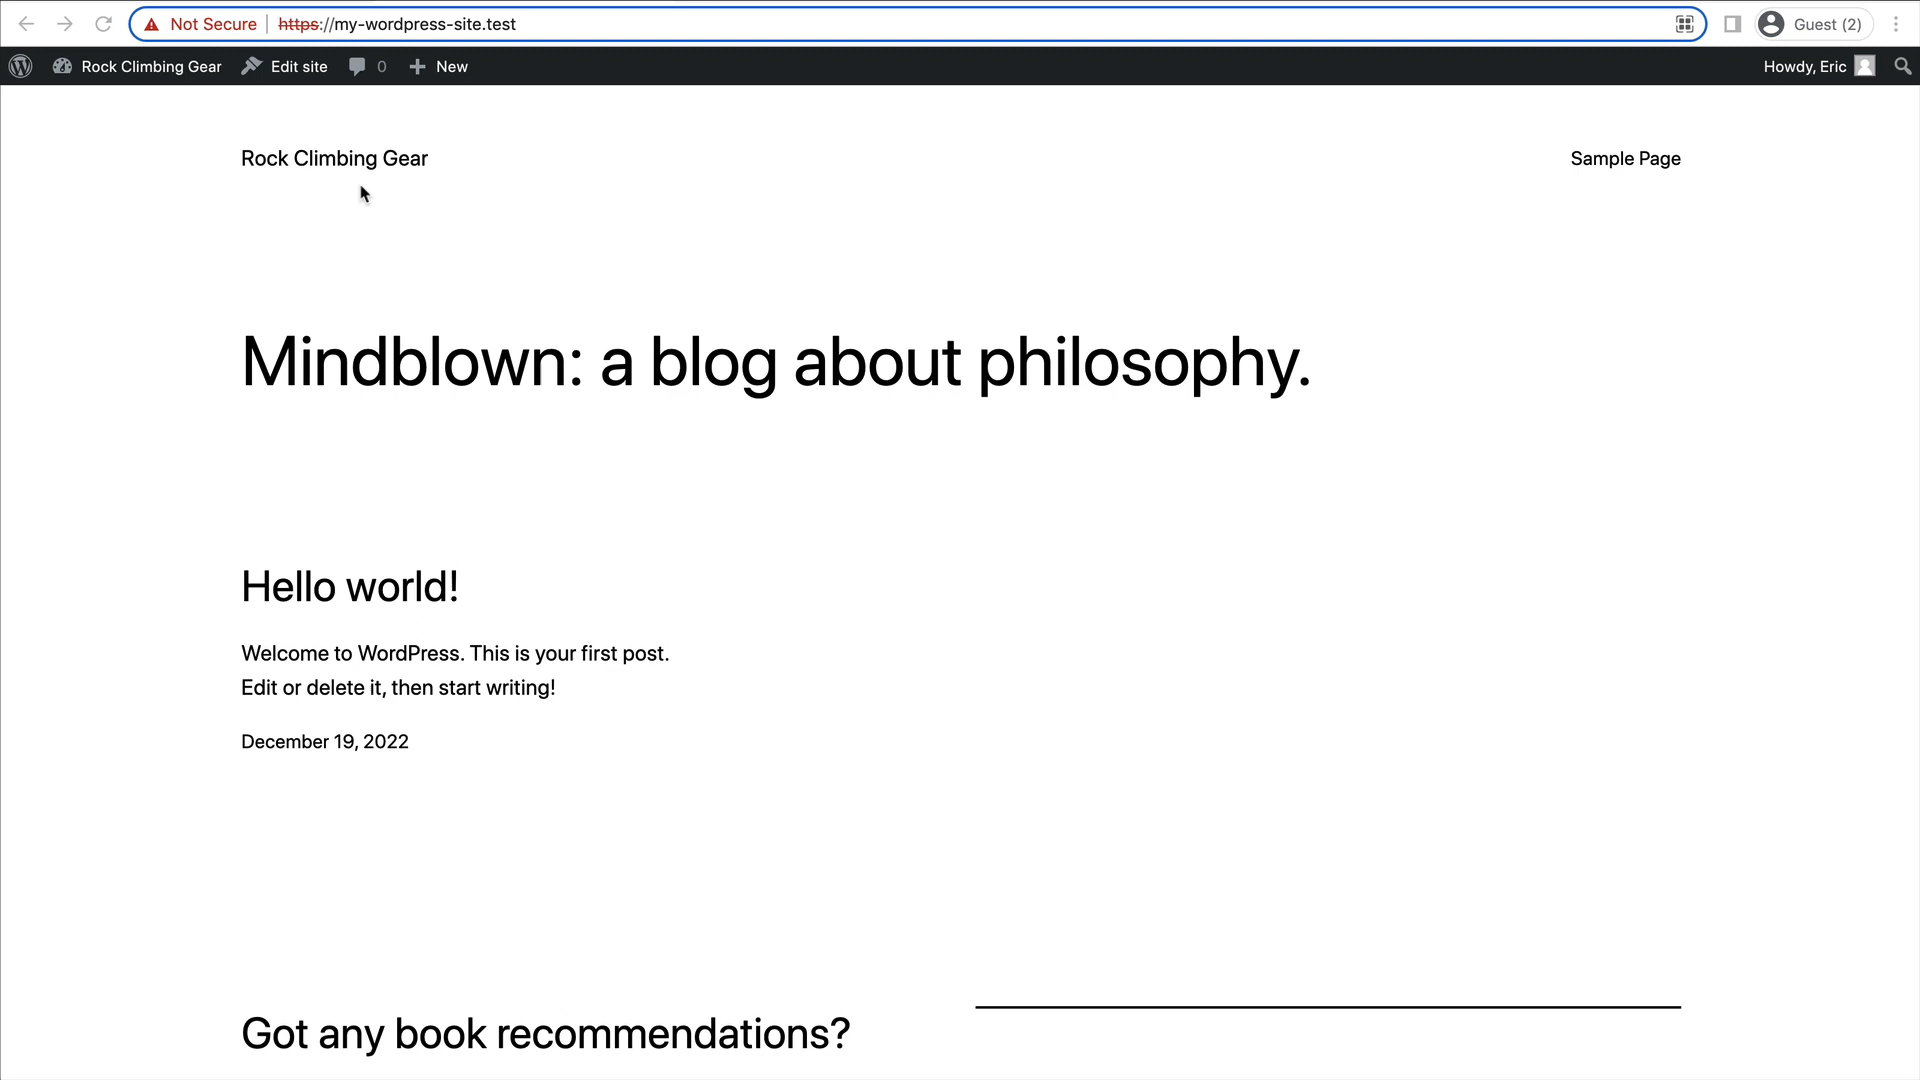 Not Secure https://my-wordpress-site.test Guest (2)
Rock Climbing Gear Edit site 0 New Howdy, Eric
Rock Climbing Gear Sample Page
Mindblown: a blog about philosophy.
Hello world!
Welcome to WordPress. This is your first post.
Edit or delete it, then start writing!
December 19, 2022
Got any book recommendations?